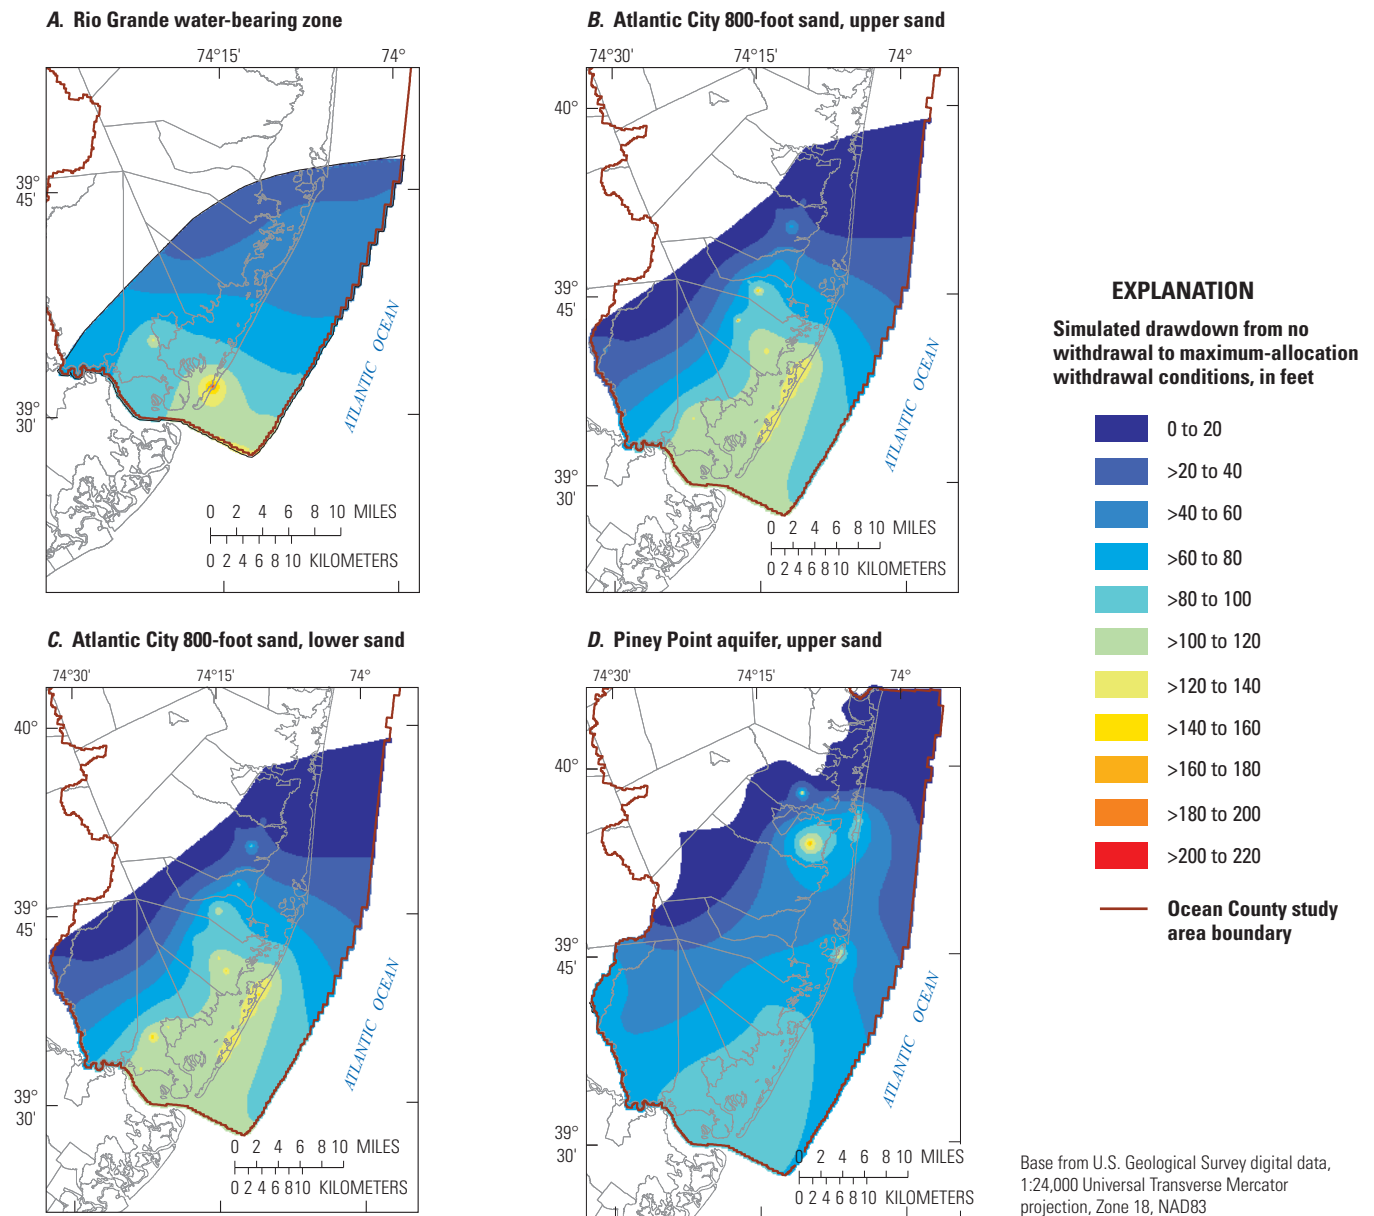 A. Rio Grande water-bearing zone
74°15'
74°
39°
45'
39°
30'
ATLANTIC OCEAN
0 2 4 6 8 10 MILES
0 2 4 6 8 10 KILOMETERS
B. Atlantic City 800-foot sand, upper sand
74°30'
74°15'
74°
40°
39°
45'
39°
30'
ATLANTIC OCEAN
0 2 4 6 8 10 MILES
0 2 4 6 8 10 KILOMETERS
C. Atlantic City 800-foot sand, lower sand
74°30'
74°15'
74°
40°
39°
45'
39°
30'
ATLANTIC OCEAN
0 2 4 6 8 10 MILES
0 2 4 6 8 10 KILOMETERS
D. Piney Point aquifer, upper sand
74°30'
74°15'
74°
40°
39°
45'
39°
30'
ATLANTIC OCEAN
0 2 4 6 8 10 MILES
0 2 4 6 8 10 KILOMETERS
EXPLANATION
Simulated drawdown from no
withdrawal to maximum-allocation
withdrawal conditions, in feet
0 to 20
>20 to 40
>40 to 60
>60 to 80
>80 to 100
>100 to 120
>120 to 140
>140 to 160
>160 to 180
>180 to 200
>200 to 220
Ocean County study
area boundary
Base from U.S. Geological Survey digital data,
1:24,000 Universal Transverse Mercator
projection, Zone 18, NAD83